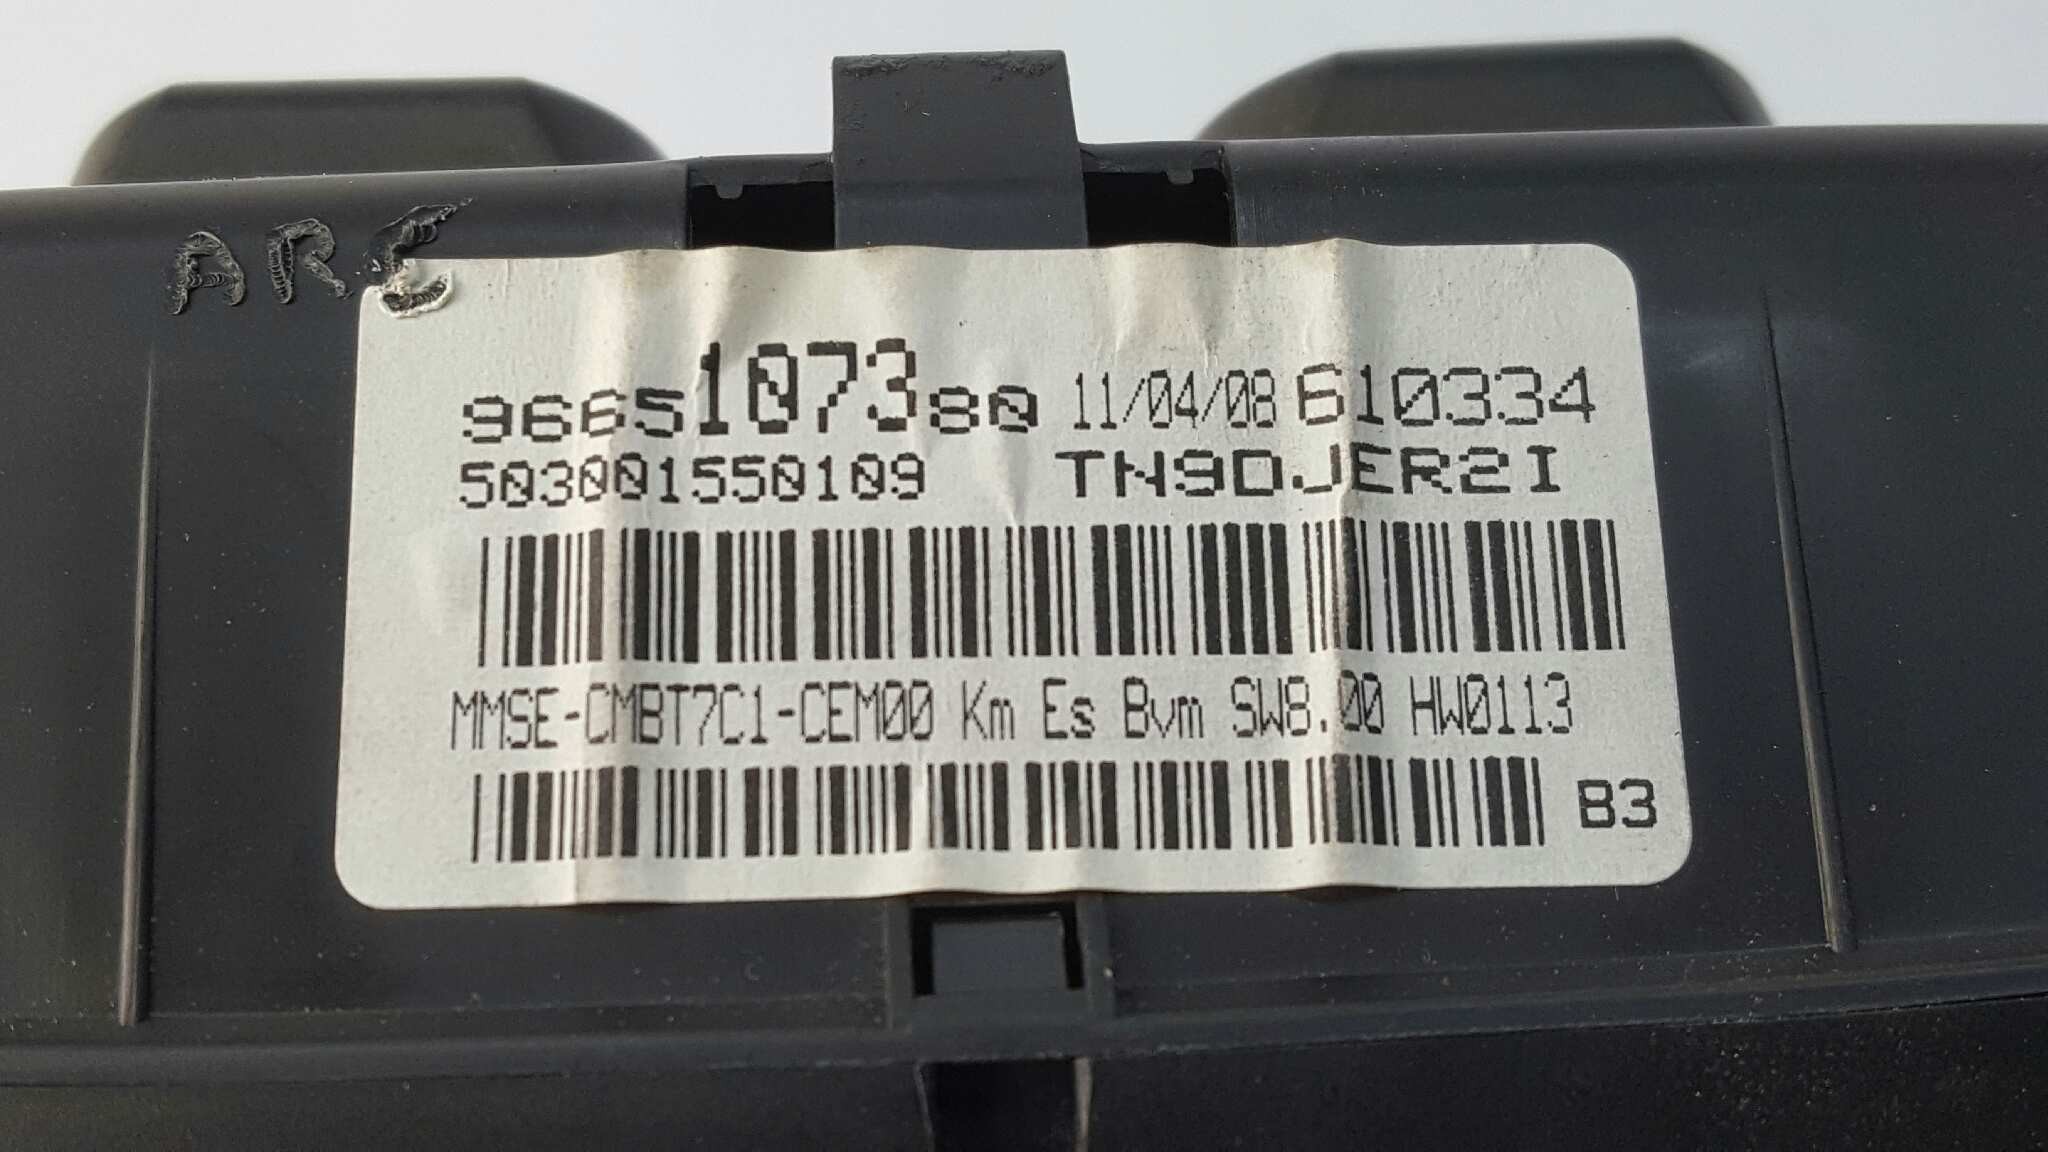 ARC
9665107380 11/04/08 610334
503001550109 TN9DJER2I
MMSE-CMBT7C1-CEM00 Km Es Bvm SW8.00 HW0113
B3